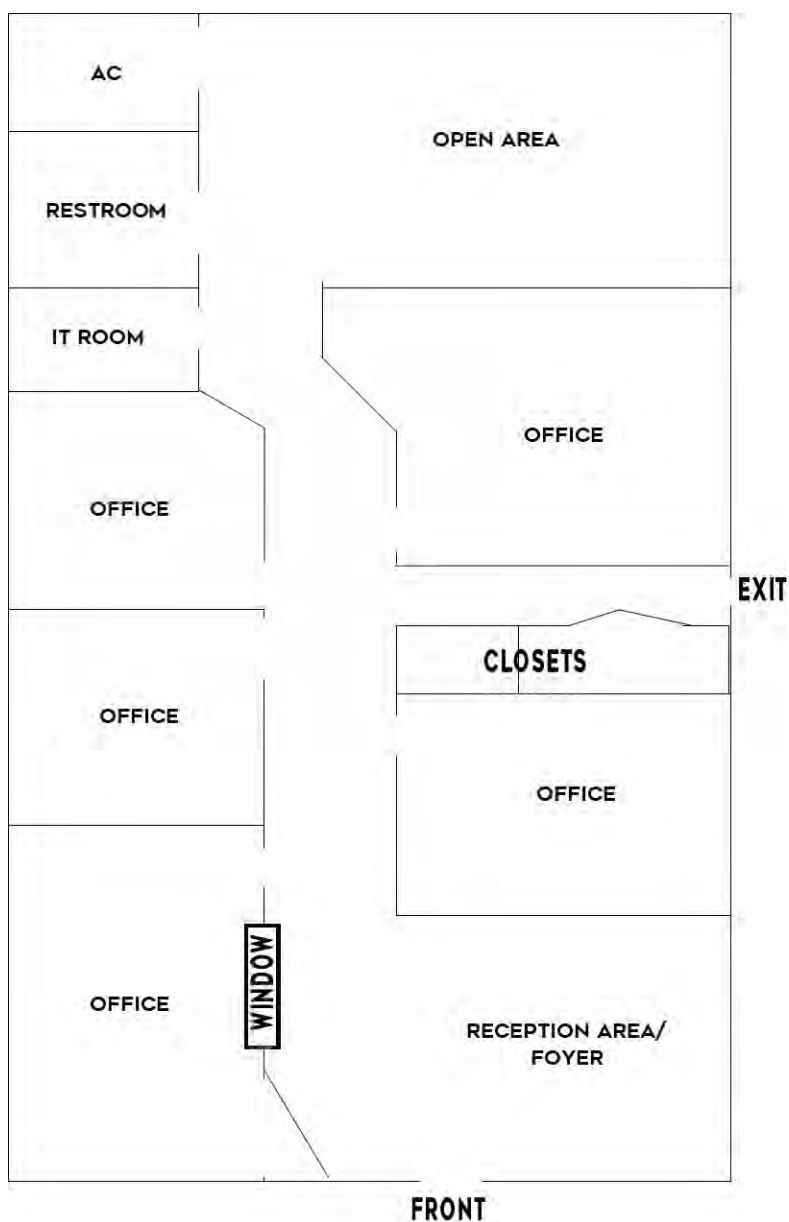 AC
OPEN AREA
RESTROOM
IT ROOM
OFFICE
OFFICE
EXIT
CLOSETS
OFFICE
OFFICE
WINDOW
OFFICE
RECEPTION AREA/
FOYER
FRONT